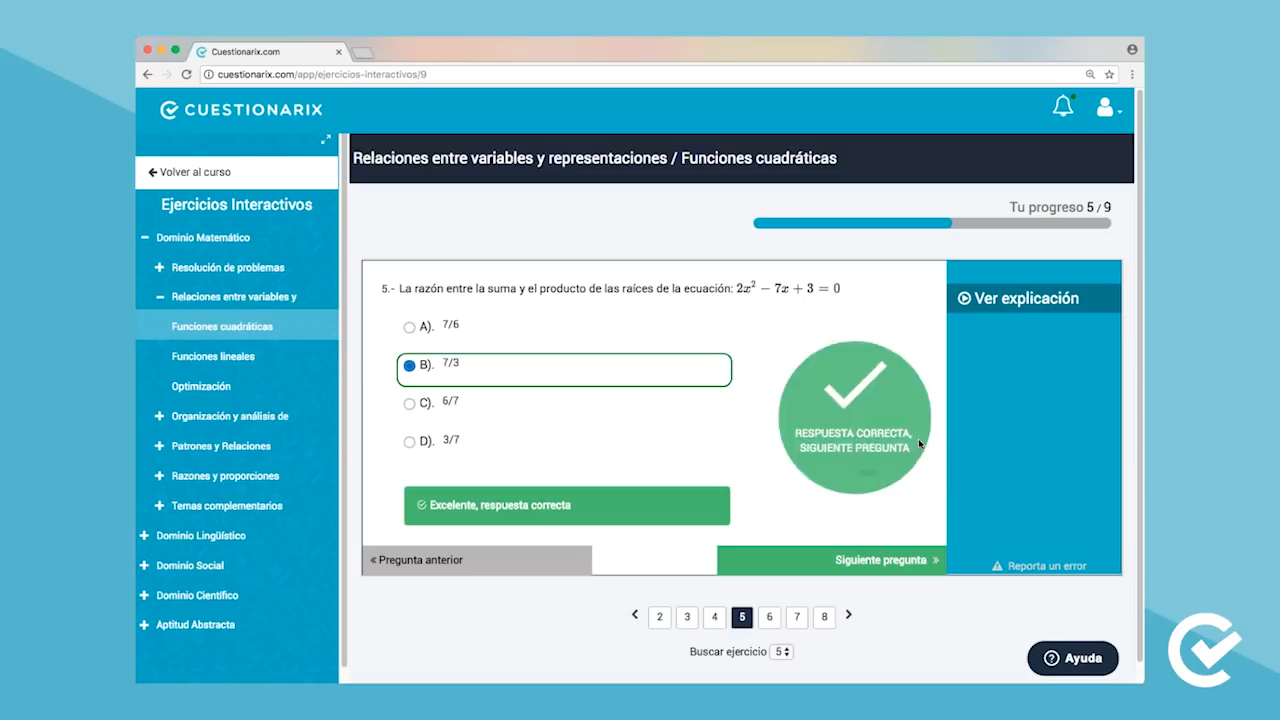 Cuestionarix.com
cuestionarix.com/app/ejercicios-interactivos/9
CUESTIONARIX
Volver al curso
Ejercicios Interactivos
Dominio Matemático
Resolución de problemas
Relaciones entre variables y
Funciones cuadráticas
Funciones lineales
Optimización
Organización y análisis de
Patrones y Relaciones
Razones y proporciones
Temas complementarios
Dominio Lingüístico
Dominio Social
Dominio Científico
Aptitud Abstracta
Relaciones entre variables y representaciones / Funciones cuadráticas
Tu progreso 5 / 9
5.- La razón entre la suma y el producto de las raíces de la ecuación: 2x² − 7x + 3 = 0
A). 7/6
B). 7/3
C). 6/7
D). 3/7
RESPUESTA CORRECTA,
SIGUIENTE PREGUNTA
Excelente, respuesta correcta
« Pregunta anterior
Siguiente pregunta »
Ver explicación
Reporta un error
2 3 4 5 6 7 8
Buscar ejercicio 5
Ayuda